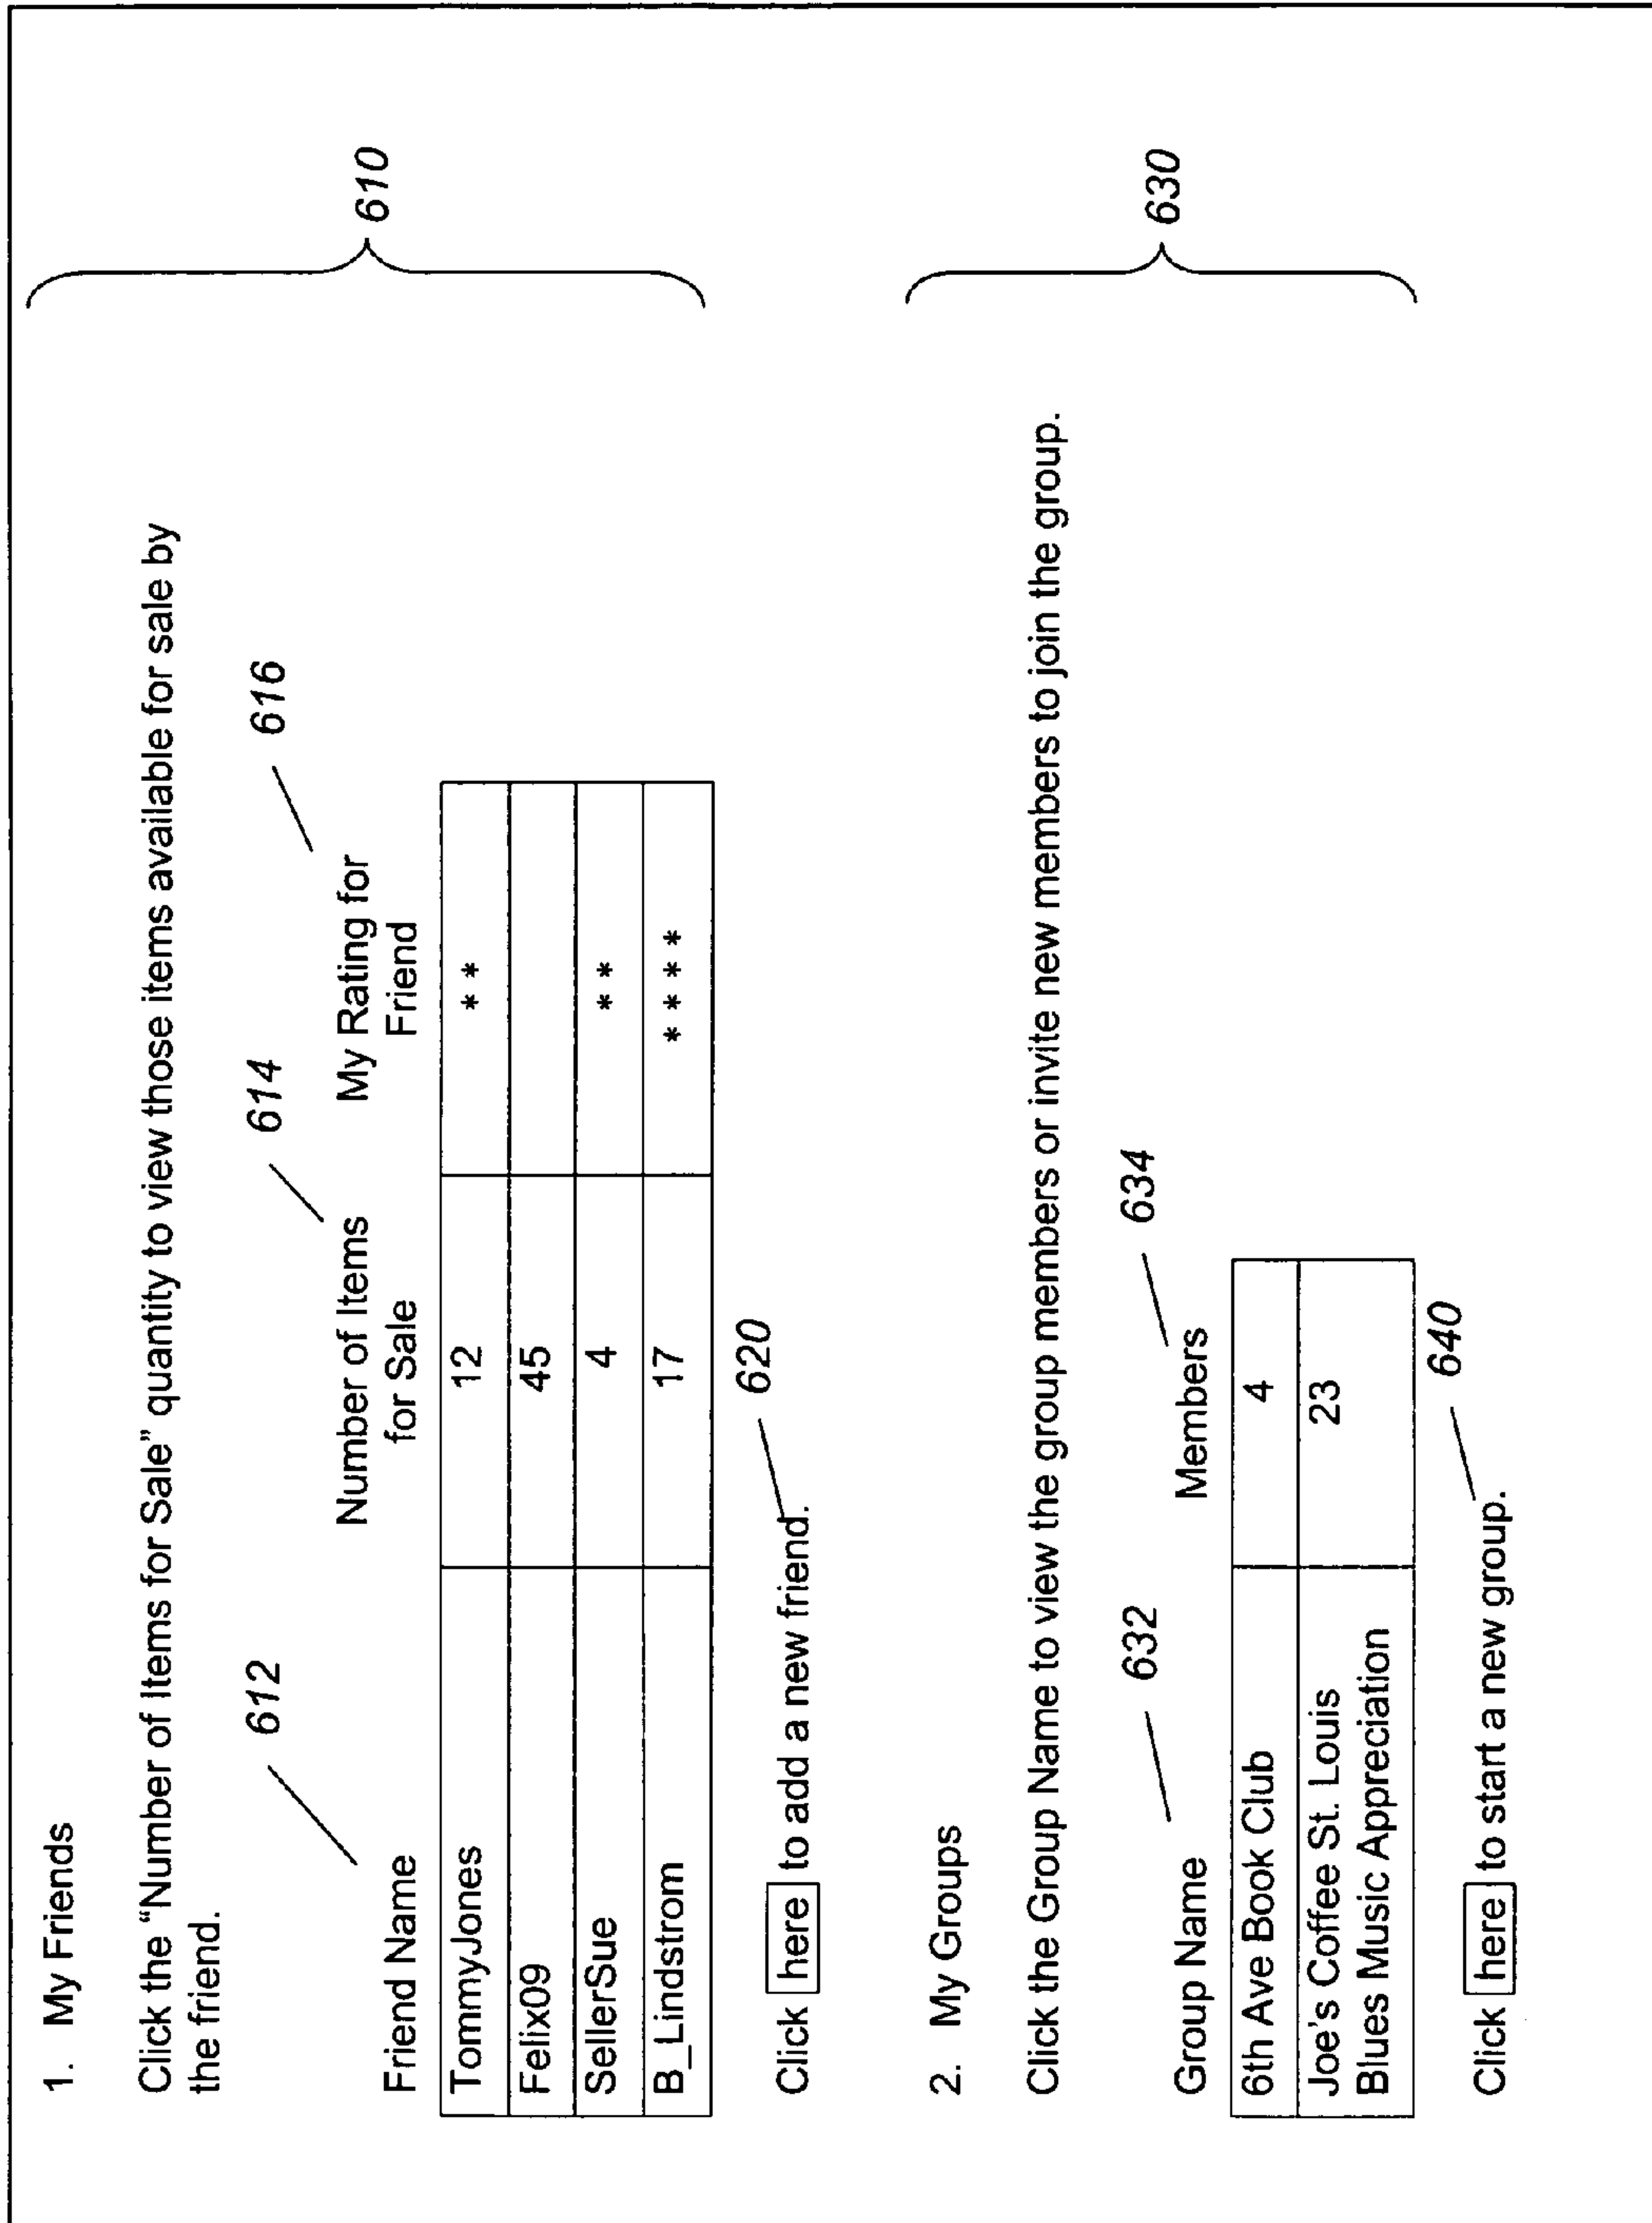 1. My Friends
Click the “Number of Items for Sale” quantity to view those items available for sale by
the friend.
612 614 616
Friend Name Number of Items for Sale My Rating for Friend
TommyJones 12 **
Felix09 45
SellerSue 4 **
B_Lindstrom 17 ****
620
Click here to add a new friend.
610
2. My Groups
Click the Group Name to view the group members or invite new members to join the group.
632 634
Group Name Members
6th Ave Book Club 4
Joe's Coffee St. Louis 23
Blues Music Appreciation
640
Click here to start a new group.
630